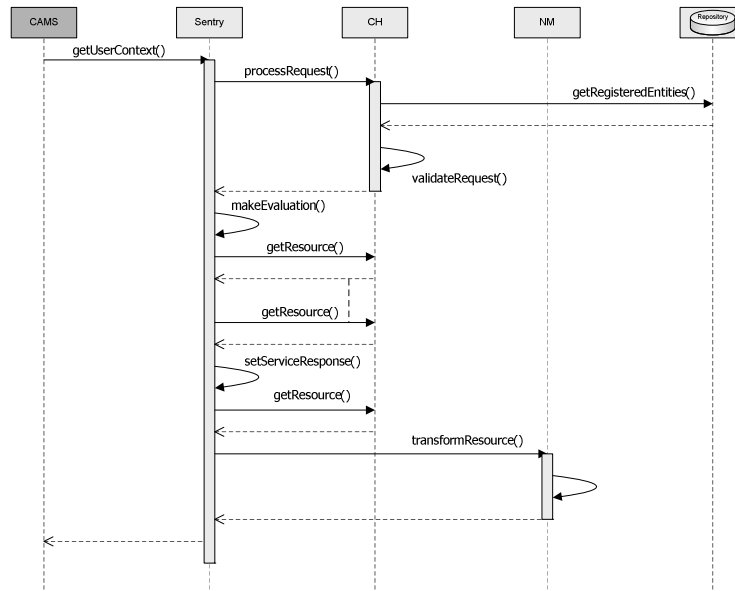 CAMS Sentry CH NM Repository
getUserContext()
processRequest()
getRegisteredEntities()
validateRequest()
makeEvaluation()
getResource()
getResource()
setServiceResponse()
getResource()
transformResource()